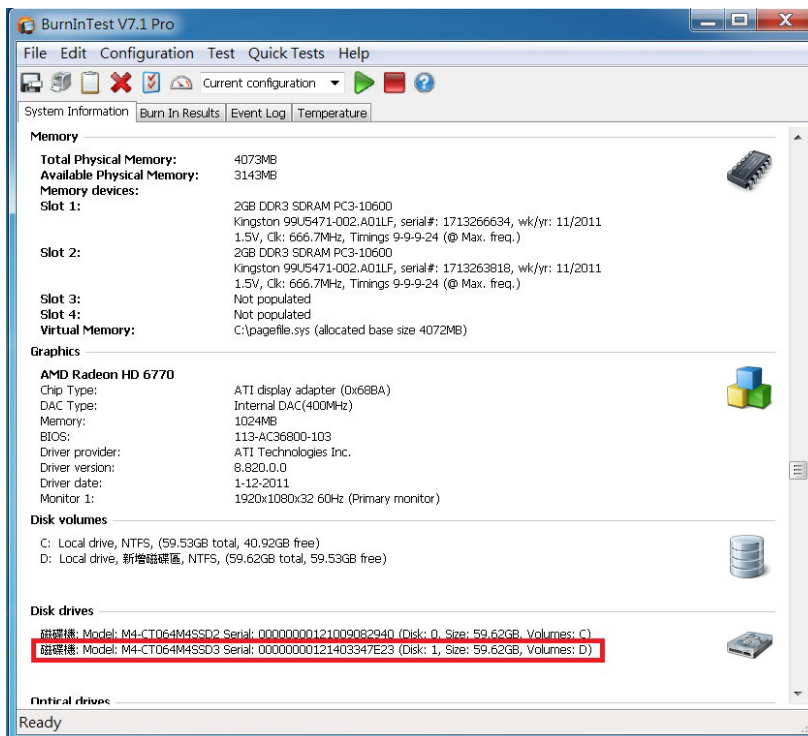 BurnInTest V7.1 Pro
File Edit Configuration Test Quick Tests Help
Current configuration
System Information Burn In Results Event Log Temperature
Memory
Total Physical Memory: 4073MB
Available Physical Memory: 3143MB
Memory devices:
Slot 1: 2GB DDR3 SDRAM PC3-10600
Kingston 99U5471-002.A01LF, serial#: 1713266634, wk/yr: 11/2011
1.5V, Clk: 666.7MHz, Timings 9-9-9-24 (@ Max. freq.)
Slot 2: 2GB DDR3 SDRAM PC3-10600
Kingston 99U5471-002.A01LF, serial#: 1713263818, wk/yr: 11/2011
1.5V, Clk: 666.7MHz, Timings 9-9-9-24 (@ Max. freq.)
Slot 3: Not populated
Slot 4: Not populated
Virtual Memory: C:\pagefile.sys (allocated base size 4072MB)
Graphics
AMD Radeon HD 6770
Chip Type: ATI display adapter (0x68BA)
DAC Type: Internal DAC(400MHz)
Memory: 1024MB
BIOS: 113-AC36800-103
Driver provider: ATI Technologies Inc.
Driver version: 8.820.0.0
Driver date: 1-12-2011
Monitor 1: 1920x1080x32 60Hz (Primary monitor)
Disk volumes
C: Local drive, NTFS, (59.53GB total, 40.92GB free)
D: Local drive, 新增磁碟區, NTFS, (59.62GB total, 59.53GB free)
Disk drives
磁碟機: Model: M4-CT064M4SSD2 Serial: 00000000121009082940 (Disk: 0, Size: 59.62GB, Volumes: C)
磁碟機: Model: M4-CT064M4SSD3 Serial: 00000000121403347E23 (Disk: 1, Size: 59.62GB, Volumes: D)
Optical drives
Ready